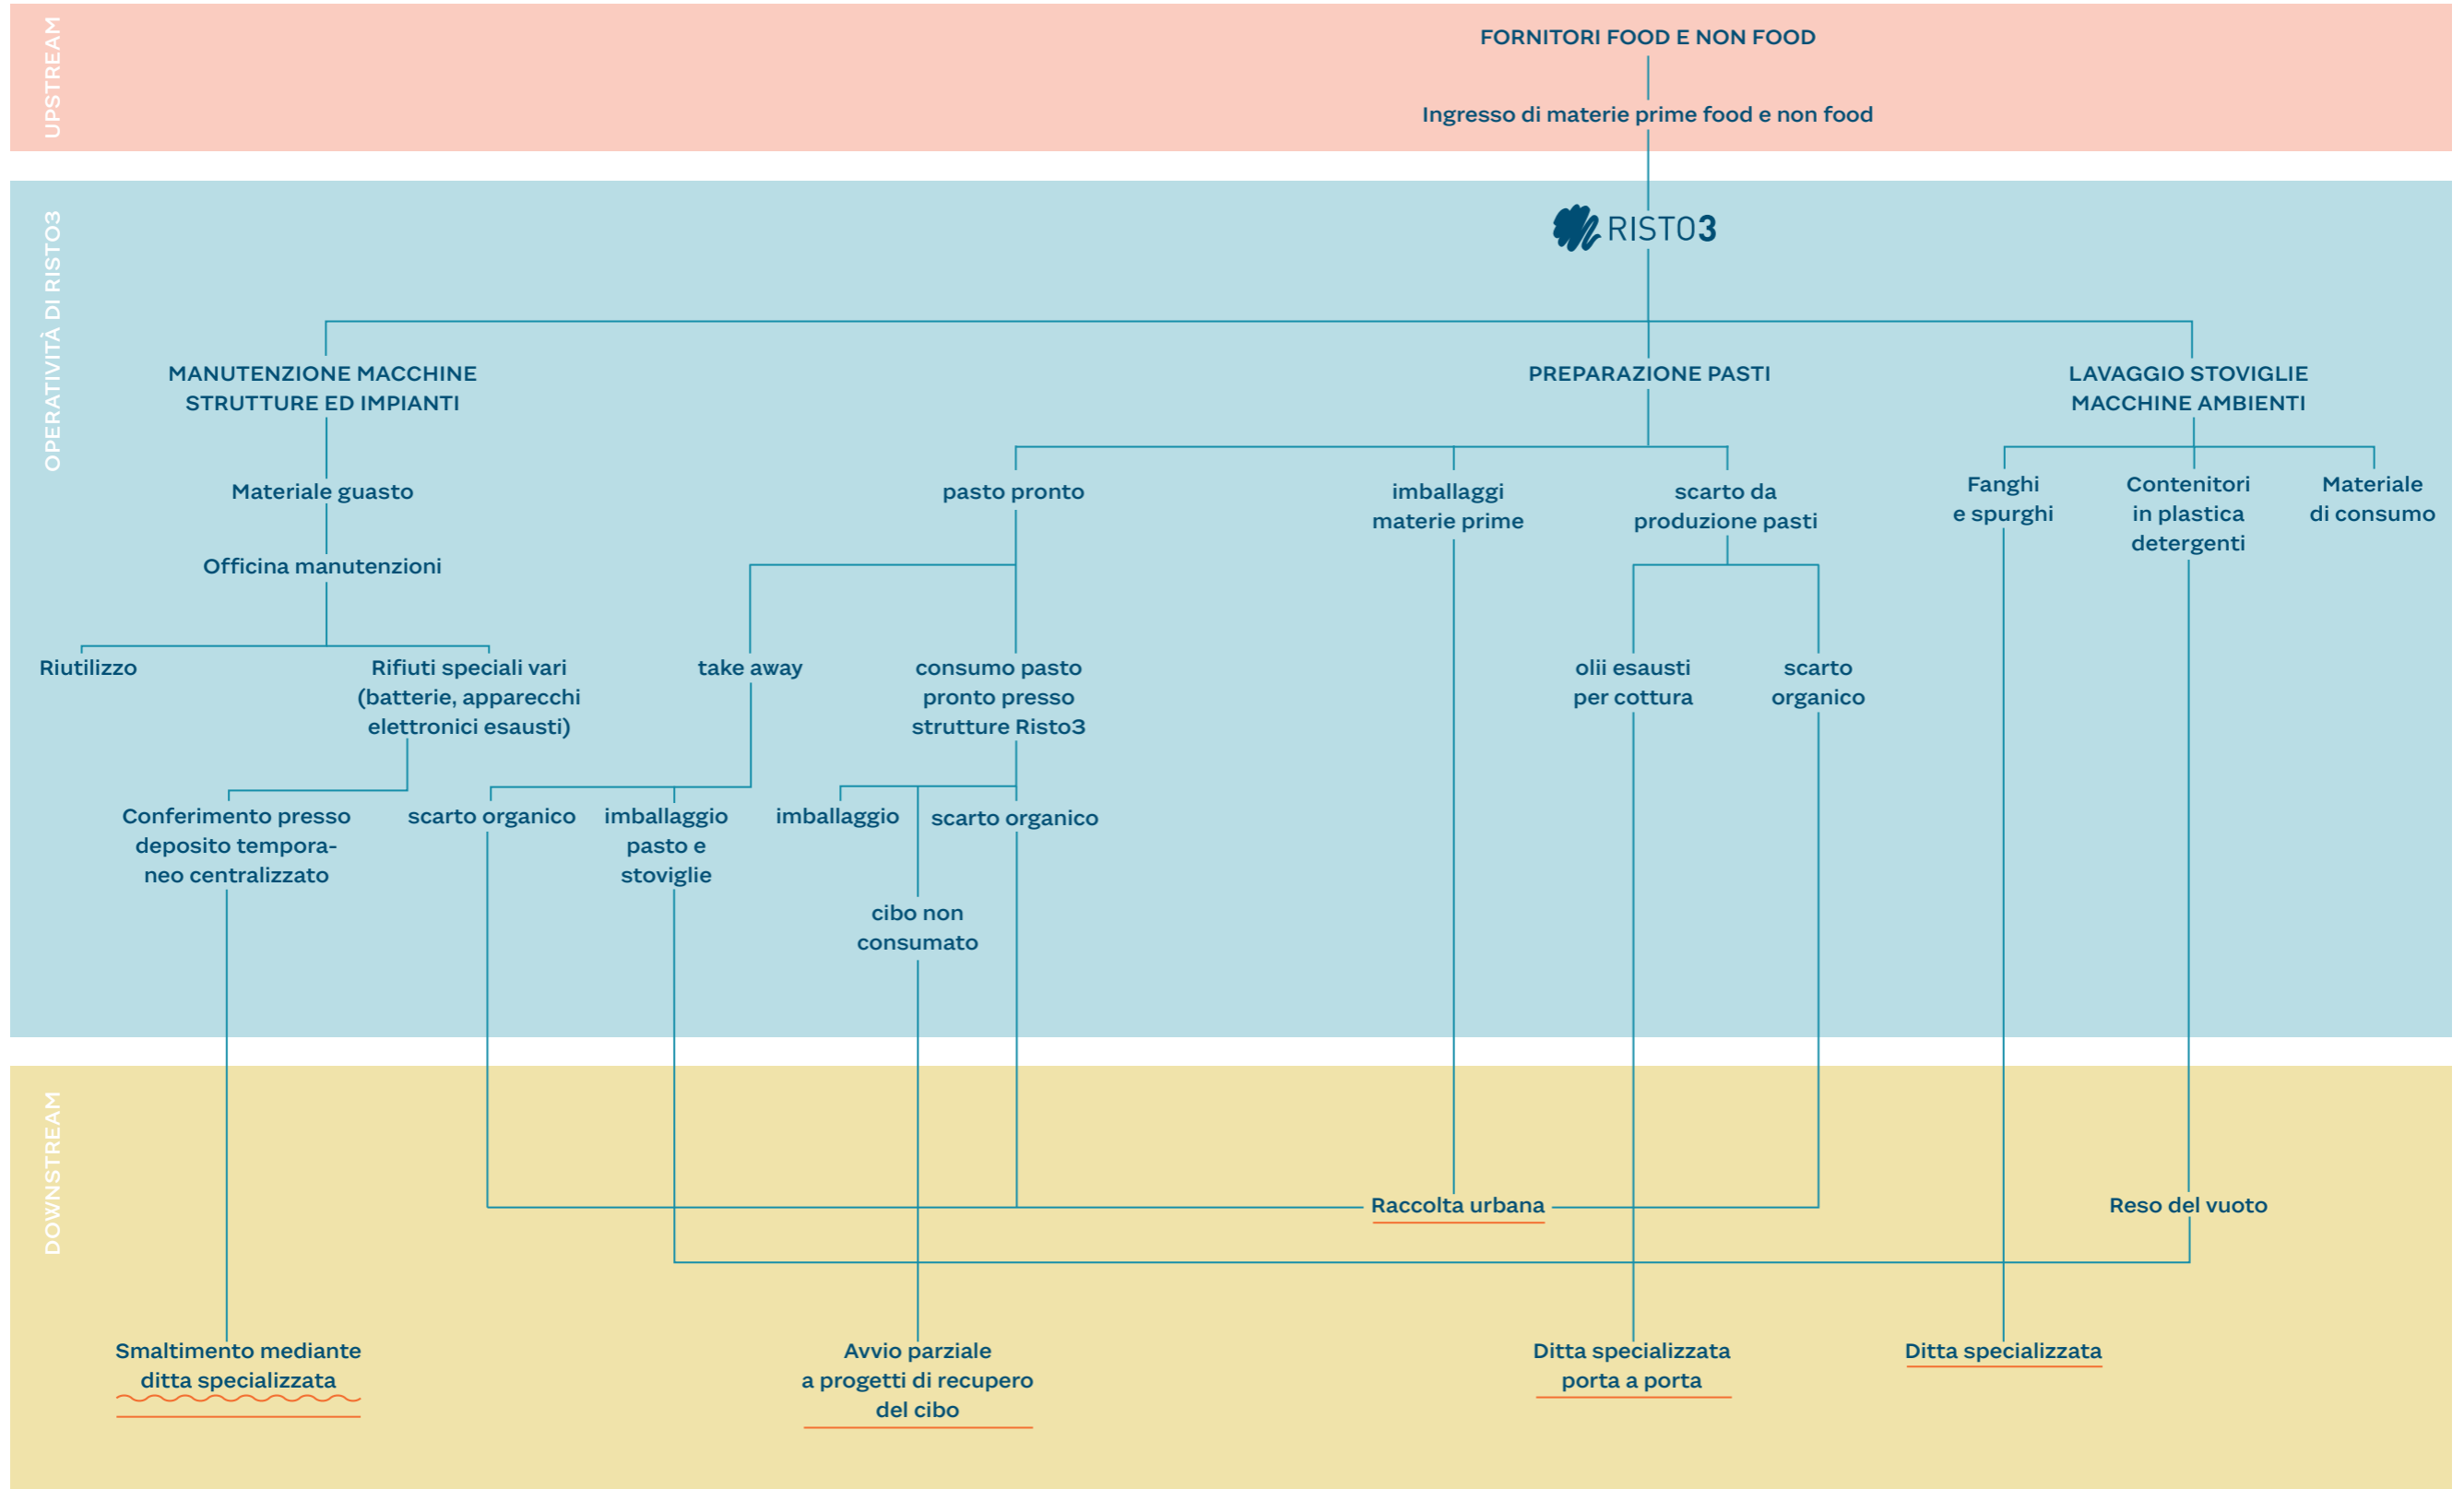 UPSTREAM
FORNITORI FOOD E NON FOOD
Ingresso di materie prime food e non food
OPERATIVITÀ DI RISTO3
RISTO3
MANUTENZIONE MACCHINE
STRUTTURE ED IMPIANTI
PREPARAZIONE PASTI
LAVAGGIO STOVIGLIE
MACCHINE AMBIENTI
Materiale guasto
pasto pronto
imballaggi
materie prime
scarto da
produzione pasti
Fanghi
e spurghi
Contenitori
in plastica
detergenti
Materiale
di consumo
Officina manutenzioni
Riutilizzo
Rifiuti speciali vari
(batterie, apparecchi
elettronici esausti)
take away
consumo pasto
pronto presso
strutture Risto3
olii esausti
per cottura
scarto
organico
Conferimento presso
deposito tempora-
neo centralizzato
scarto organico
imballaggio
pasto e
stoviglie
imballaggio
scarto organico
cibo non
consumato
DOWNSTREAM
Raccolta urbana
Reso del vuoto
Smaltimento mediante
ditta specializzata
Avvio parziale
a progetti di recupero
del cibo
Ditta specializzata
porta a porta
Ditta specializzata